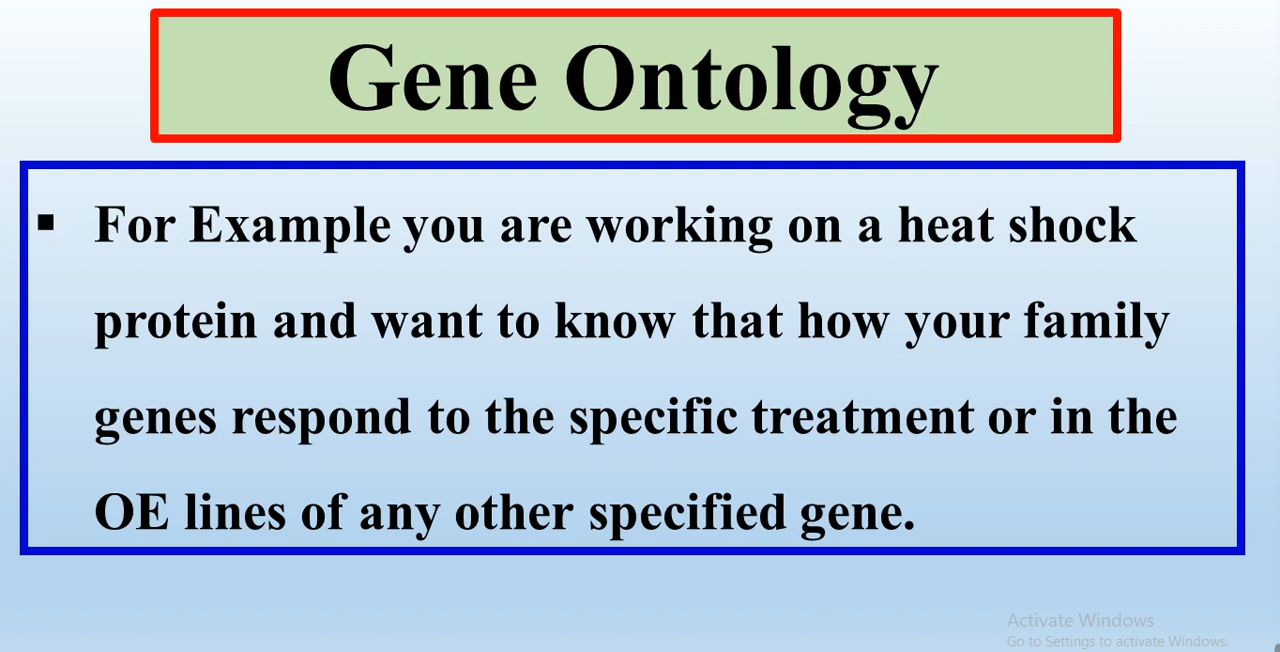 Gene Ontology
▪ For Example you are working on a heat shock
protein and want to know that how your family
genes respond to the specific treatment or in the
OE lines of any other specified gene.
Activate Windows
Go to Settings to activate Windows.